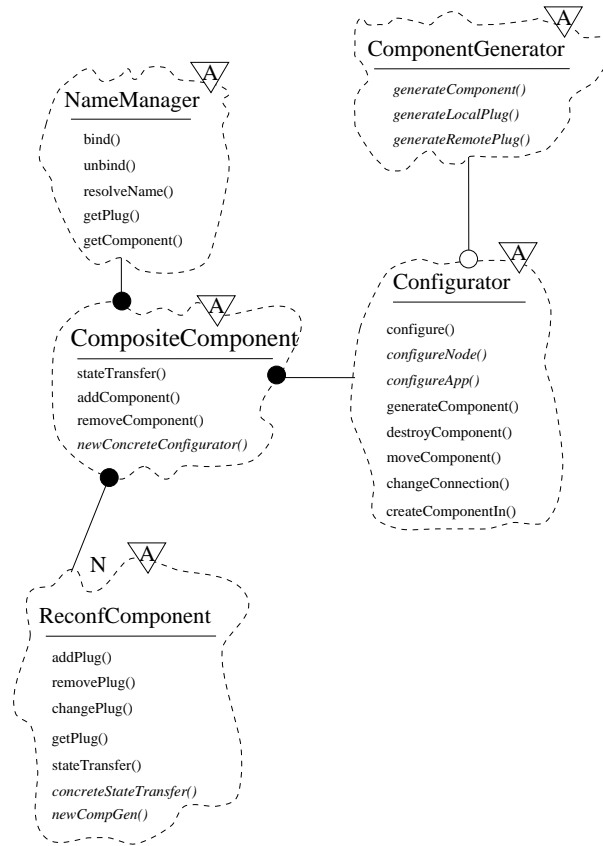 A
NameManager
bind()
unbind()
resolveName()
getPlug()
getComponent()
A
ComponentGenerator
generateComponent()
generateLocalPlug()
generateRemotePlug()
A
CompositeComponent
stateTransfer()
addComponent()
removeComponent()
newConcreteConfigurator()
A
Configurator
configure()
configureNode()
configureApp()
generateComponent()
destroyComponent()
moveComponent()
changeConnection()
createComponentIn()
N
A
ReconfComponent
addPlug()
removePlug()
changePlug()
getPlug()
stateTransfer()
concreteStateTransfer()
newCompGen()